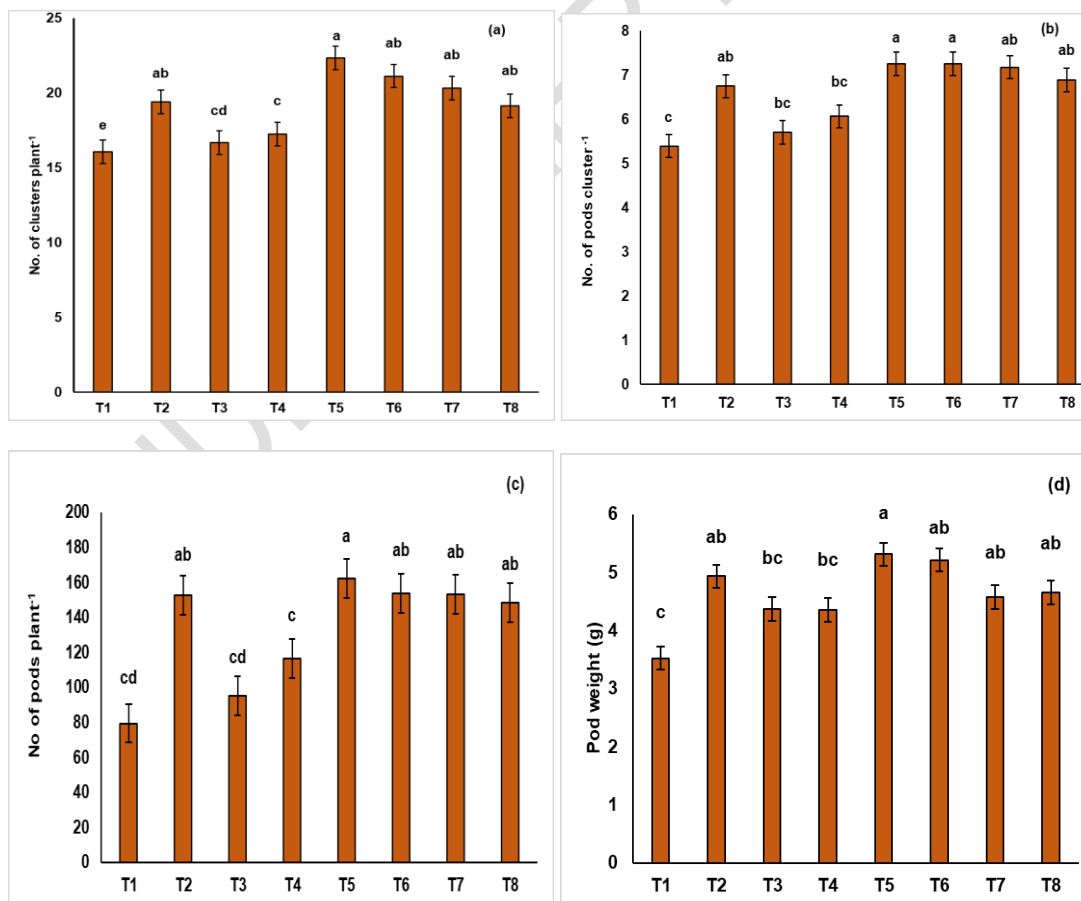 (a)
No. of clusters plant⁻¹
25
20
15
10
5
0
e
ab
cd
c
a
ab
ab
ab
T1 T2 T3 T4 T5 T6 T7 T8
(b)
No. of pods cluster ⁻¹
8
7
6
5
4
3
2
1
0
c
ab
bc
bc
a
a
ab
ab
T1 T2 T3 T4 T5 T6 T7 T8
(c)
No of pods plant⁻¹
200
180
160
140
120
100
80
60
40
20
0
cd
ab
cd
c
a
ab
ab
ab
T1 T2 T3 T4 T5 T6 T7 T8
(d)
Pod weight (g)
6
5
4
3
2
1
0
c
ab
bc
bc
a
ab
ab
ab
T1 T2 T3 T4 T5 T6 T7 T8